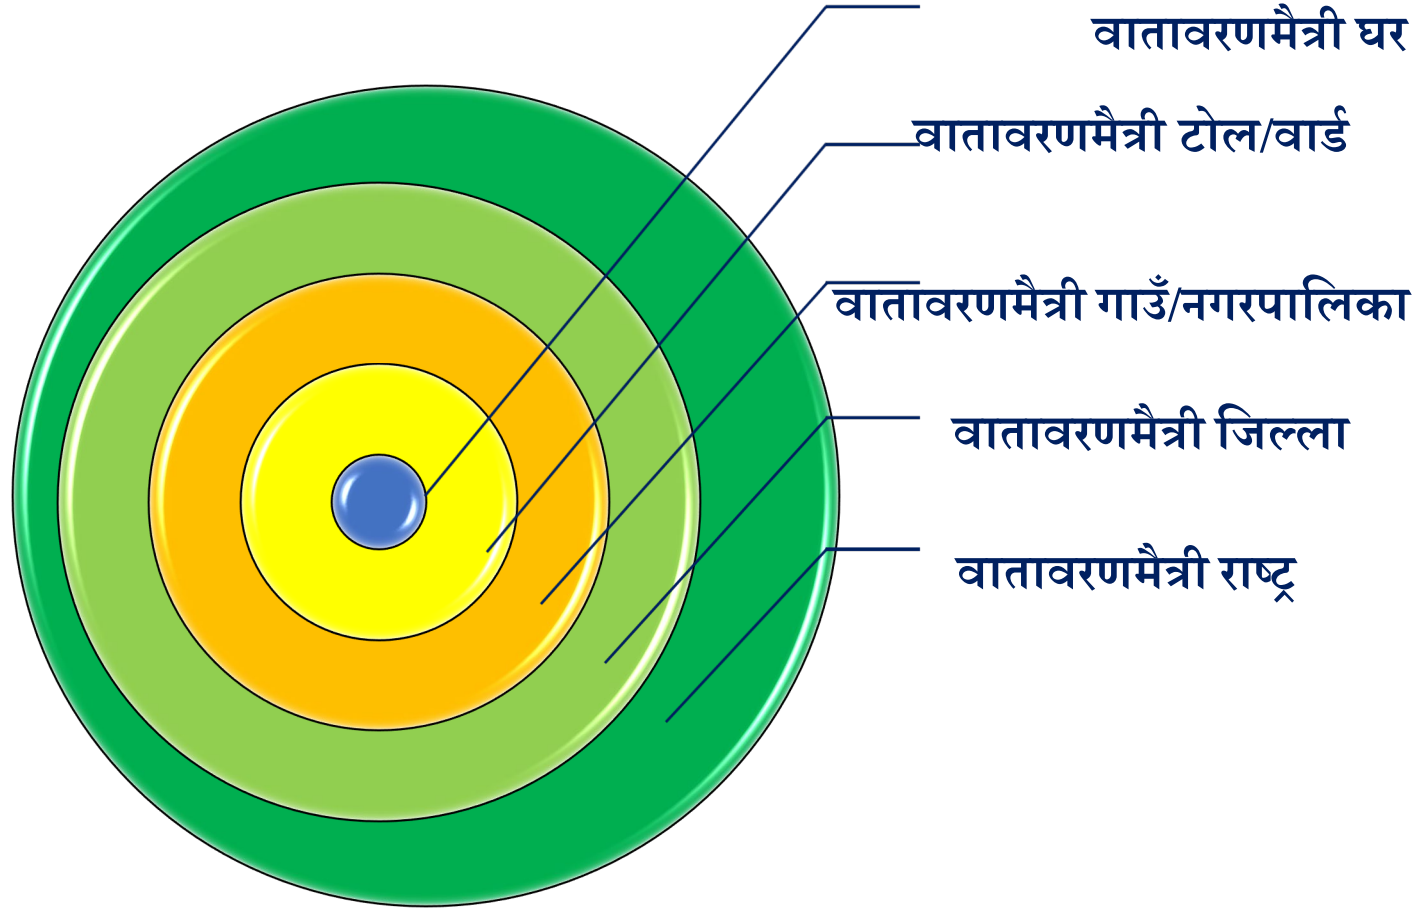 वातावरणमैत्री घर
वातावरणमैत्री टोल/वार्ड
वातावरणमैत्री गाउँ/नगरपालिका
वातावरणमैत्री जिल्ला
वातावरणमैत्री राष्ट्र